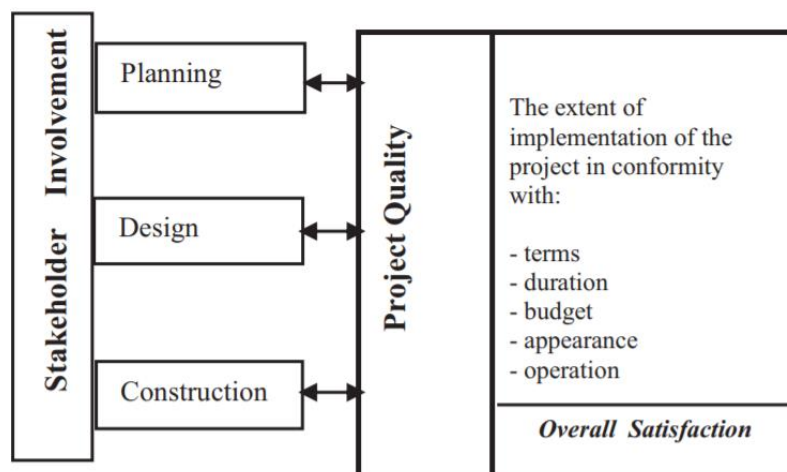 Stakeholder Involvement
Planning
Design
Construction
Project Quality
The extent of
implementation of the
project in conformity
with:
- terms
- duration
- budget
- appearance
- operation
Overall Satisfaction